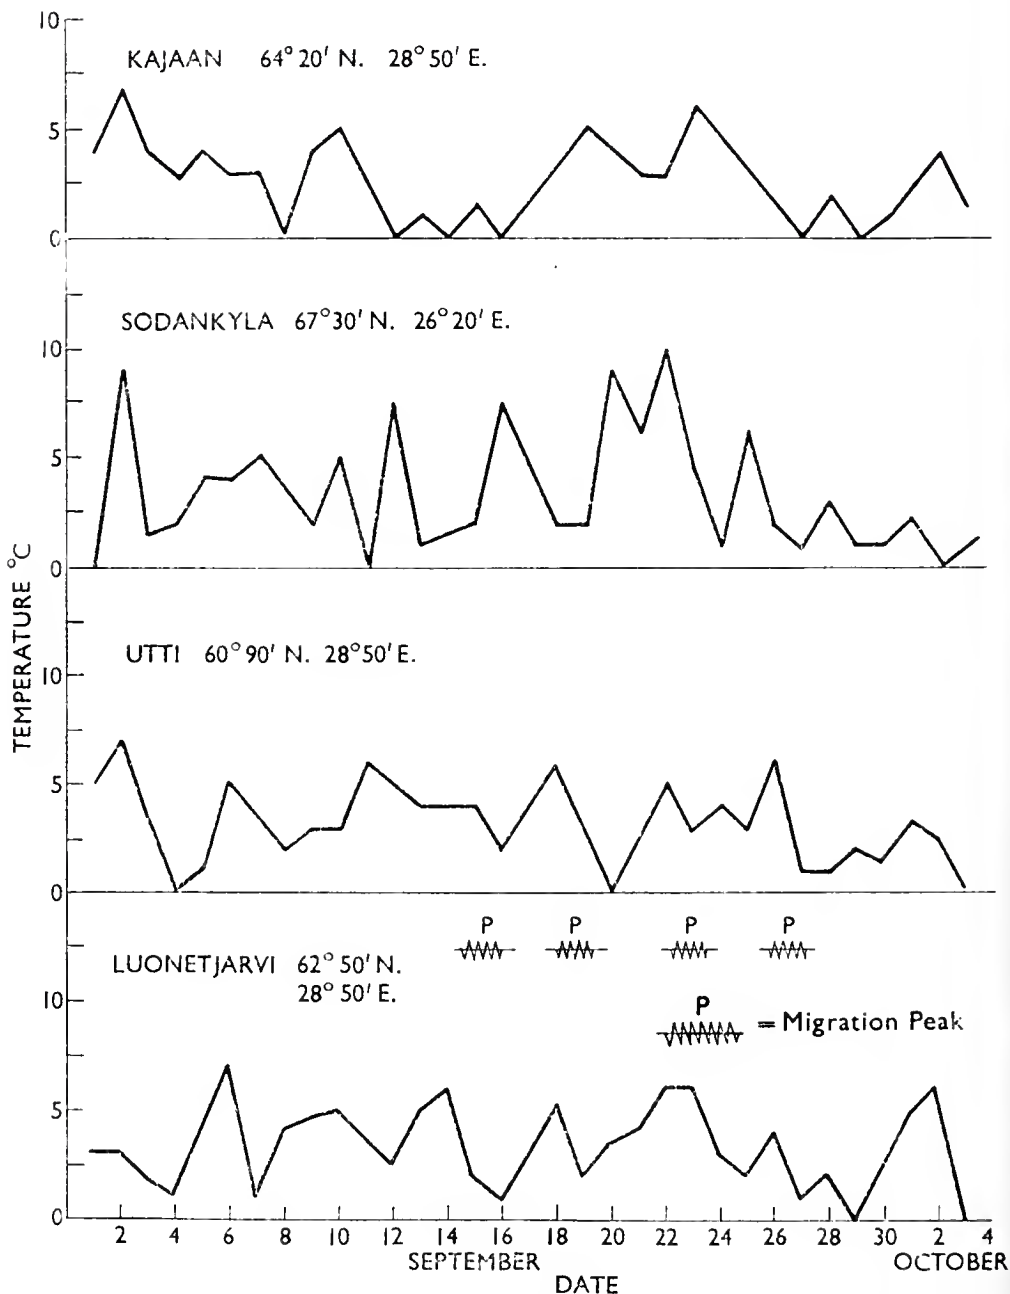 10
KAJAAN 64° 20' N. 28° 50' E.
5
0
SODANKYLA 67°30' N. 26°20' E.
10
5
0
TEMPERATURE °C
UTTI 60°90' N. 28°50' E.
10
5
0
P P P P
LUONETJARVI 62° 50' N.
28° 50' E.
10
P
= Migration Peak
5
0
2 4 6 8 10 12 14 16 18 20 22 24 26 28 30 2 4
SEPTEMBER OCTOBER
DATE